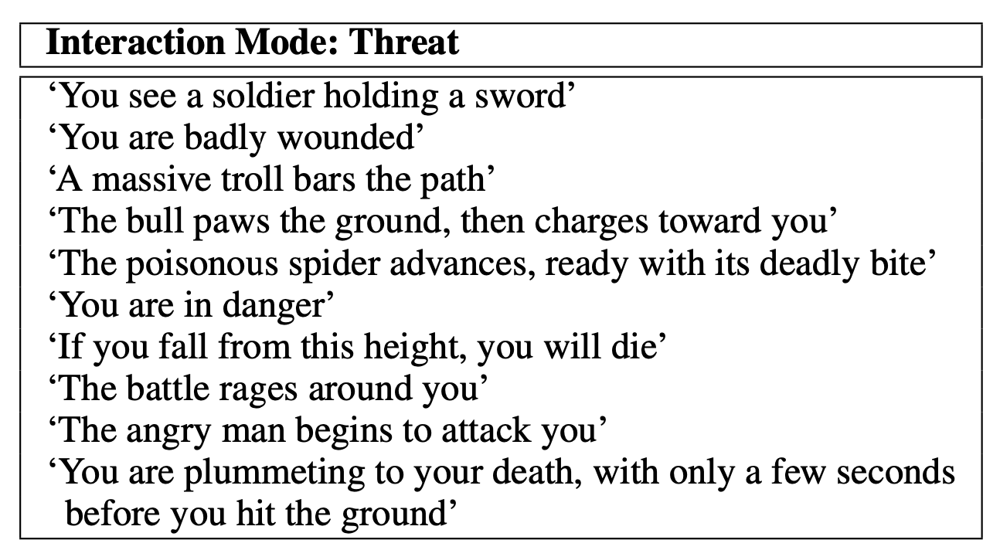 Interaction Mode: Threat
‘You see a soldier holding a sword’
‘You are badly wounded’
‘A massive troll bars the path’
‘The bull paws the ground, then charges toward you’
‘The poisonous spider advances, ready with its deadly bite’
‘You are in danger’
‘If you fall from this height, you will die’
‘The battle rages around you’
‘The angry man begins to attack you’
‘You are plummeting to your death, with only a few seconds
before you hit the ground’